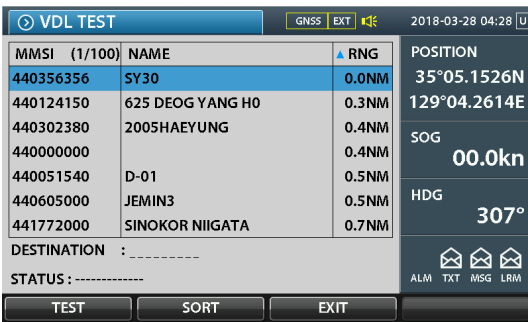 VDL TEST
GNSS EXT 2018-03-28 04:28 U
MMSI (1/100) NAME RNG
440356356 SY30 0.0NM
440124150 625 DEOG YANG H0 0.3NM
440302380 2005HAEYUNG 0.4NM
440000000 0.4NM
440051540 D-01 0.5NM
440605000 JEMIN3 0.5NM
441772000 SINOKOR NIIGATA 0.7NM
DESTINATION : _________
STATUS : -------------
TEST SORT EXIT
POSITION
35°05.1526N
129°04.2614E
SOG
00.0kn
HDG
307°
ALM TXT MSG LRM